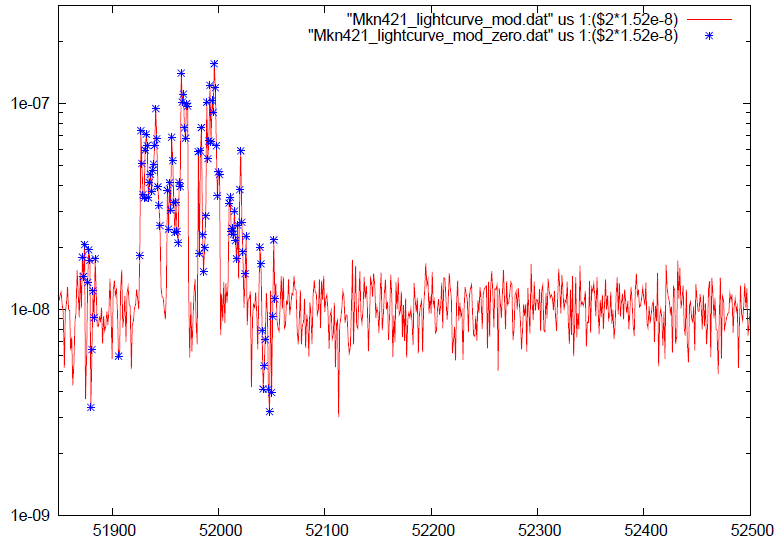 "Mkn421_lightcurve_mod.dat" us 1:($2*1.52e-8)
"Mkn421_lightcurve_mod_zero.dat" us 1:($2*1.52e-8)
1e-07
1e-08
1e-09
51900 52000 52100 52200 52300 52400 52500